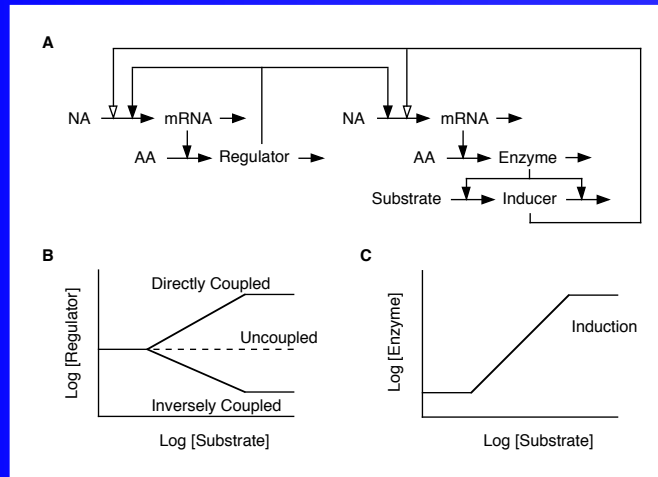 A
NA mRNA NA mRNA
AA Regulator AA Enzyme
Substrate Inducer
B
Log [Regulator]
Directly Coupled
Uncoupled
Inversely Coupled
Log [Substrate]
C
Log [Enzyme]
Induction
Log [Substrate]